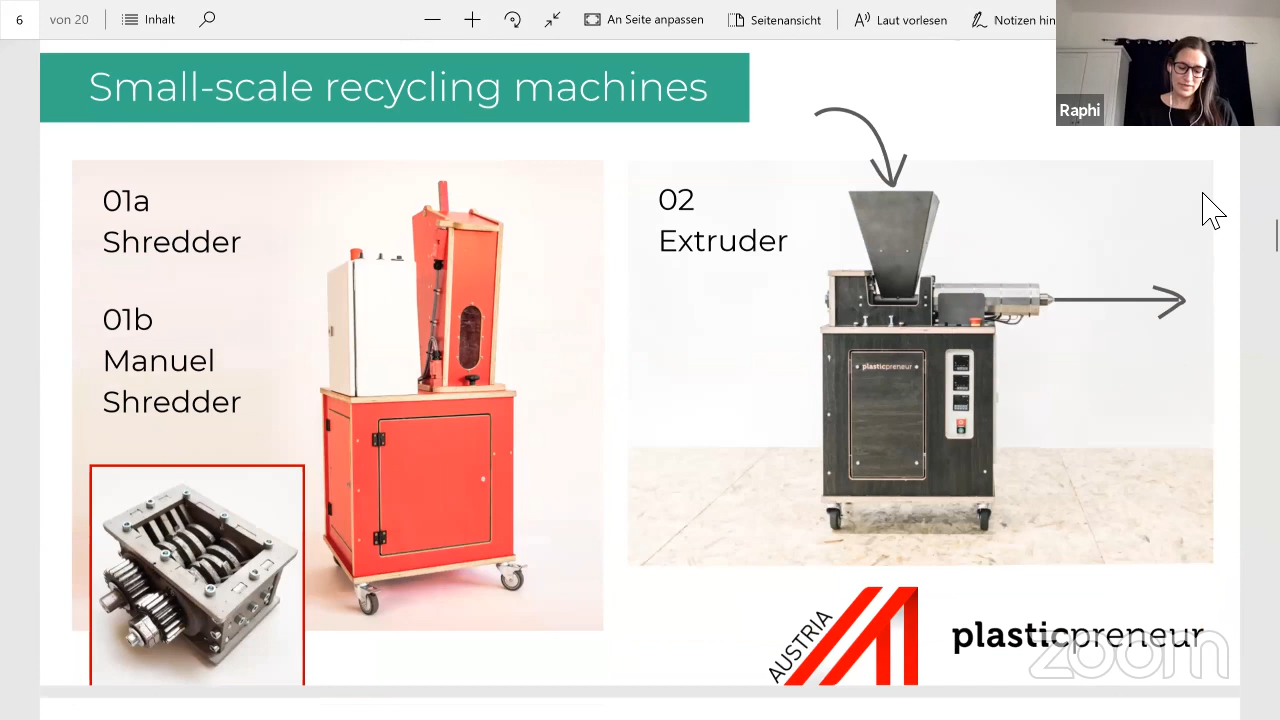 6 von 20 Inhalt An Seite anpassen Seitenansicht Laut vorlesen Notizen hin
Raphi
Small-scale recycling machines
01a
Shredder
01b
Manuel
Shredder
02
Extruder
plasticpreneur
AUSTRIA
plasticpreneur
zoom